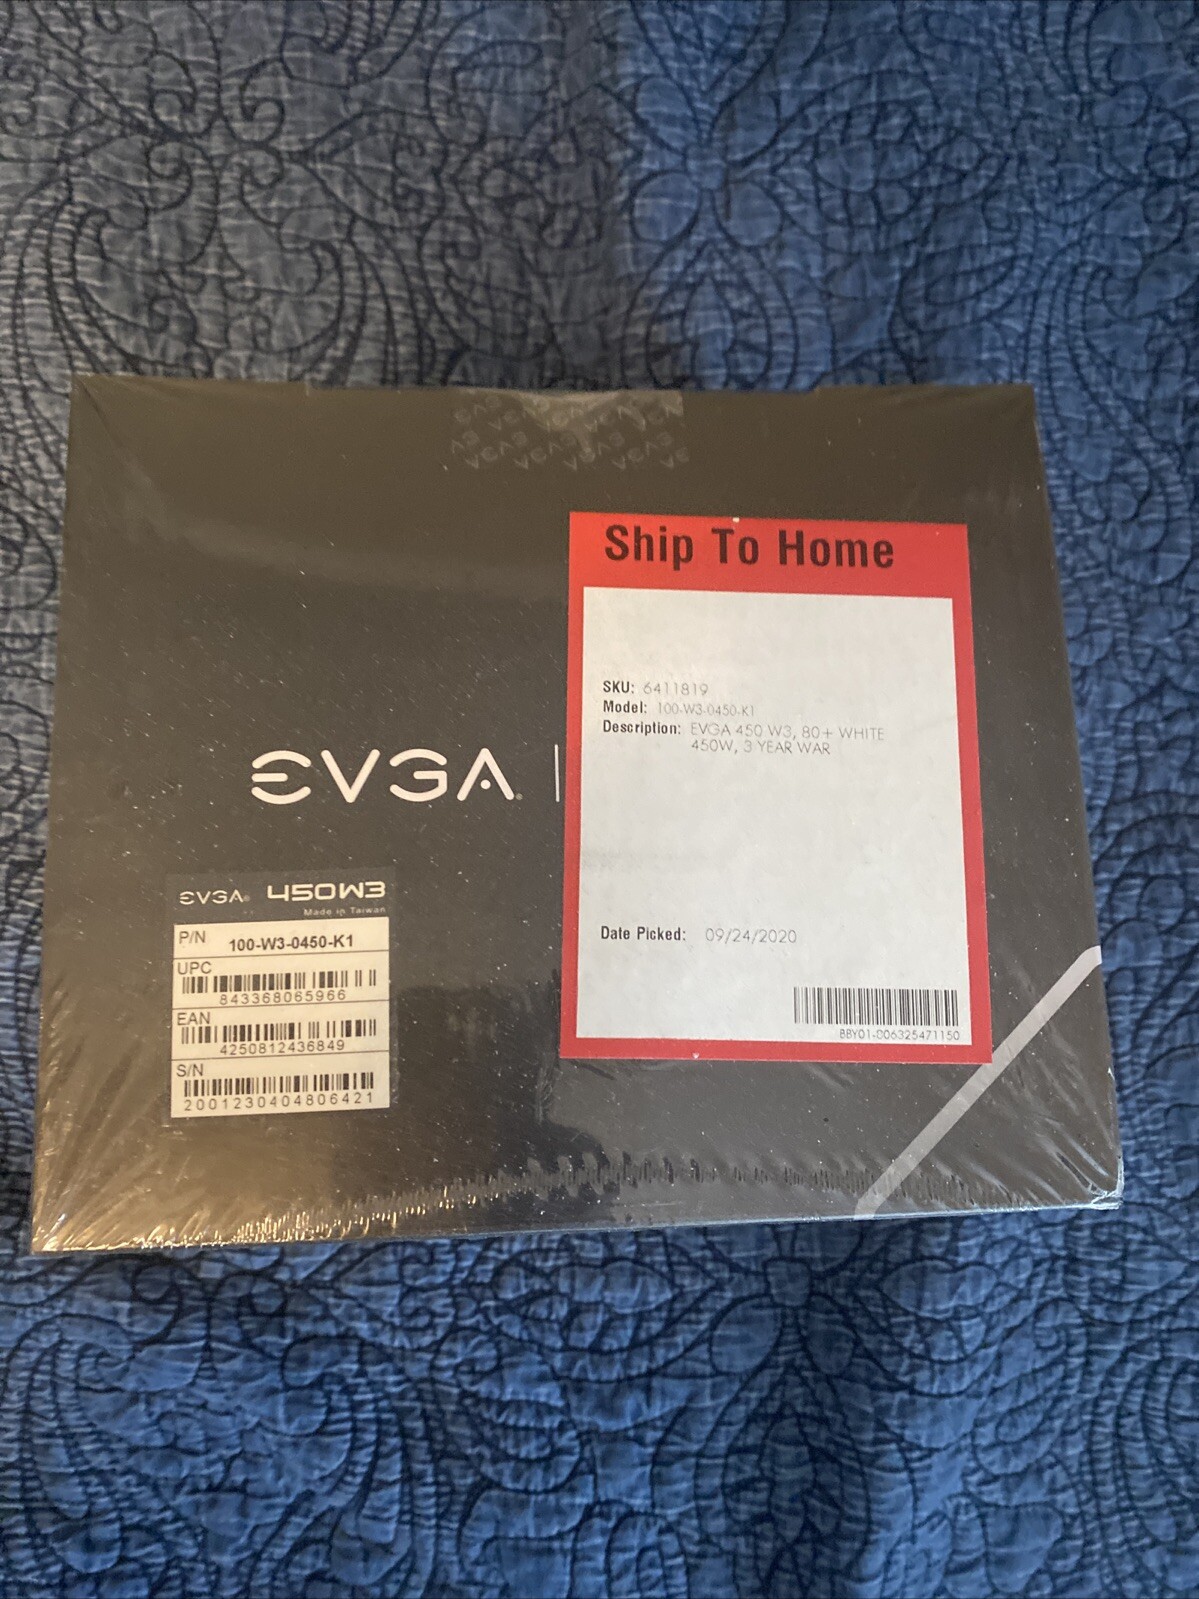 EVGA
Ship To Home
SKU: 6411819
Model: 100-W3-0450-K1
Description: EVGA 450 W3, 80+ WHITE
450W, 3 YEAR WAR
Date Picked: 09/24/2020
BBY01-806325471150
EVGA®
EVGA® 450W3
Made in Taiwan
P/N 100-W3-0450-K1
UPC
843368065966
EAN
4250812436849
S/N
2001230404806421